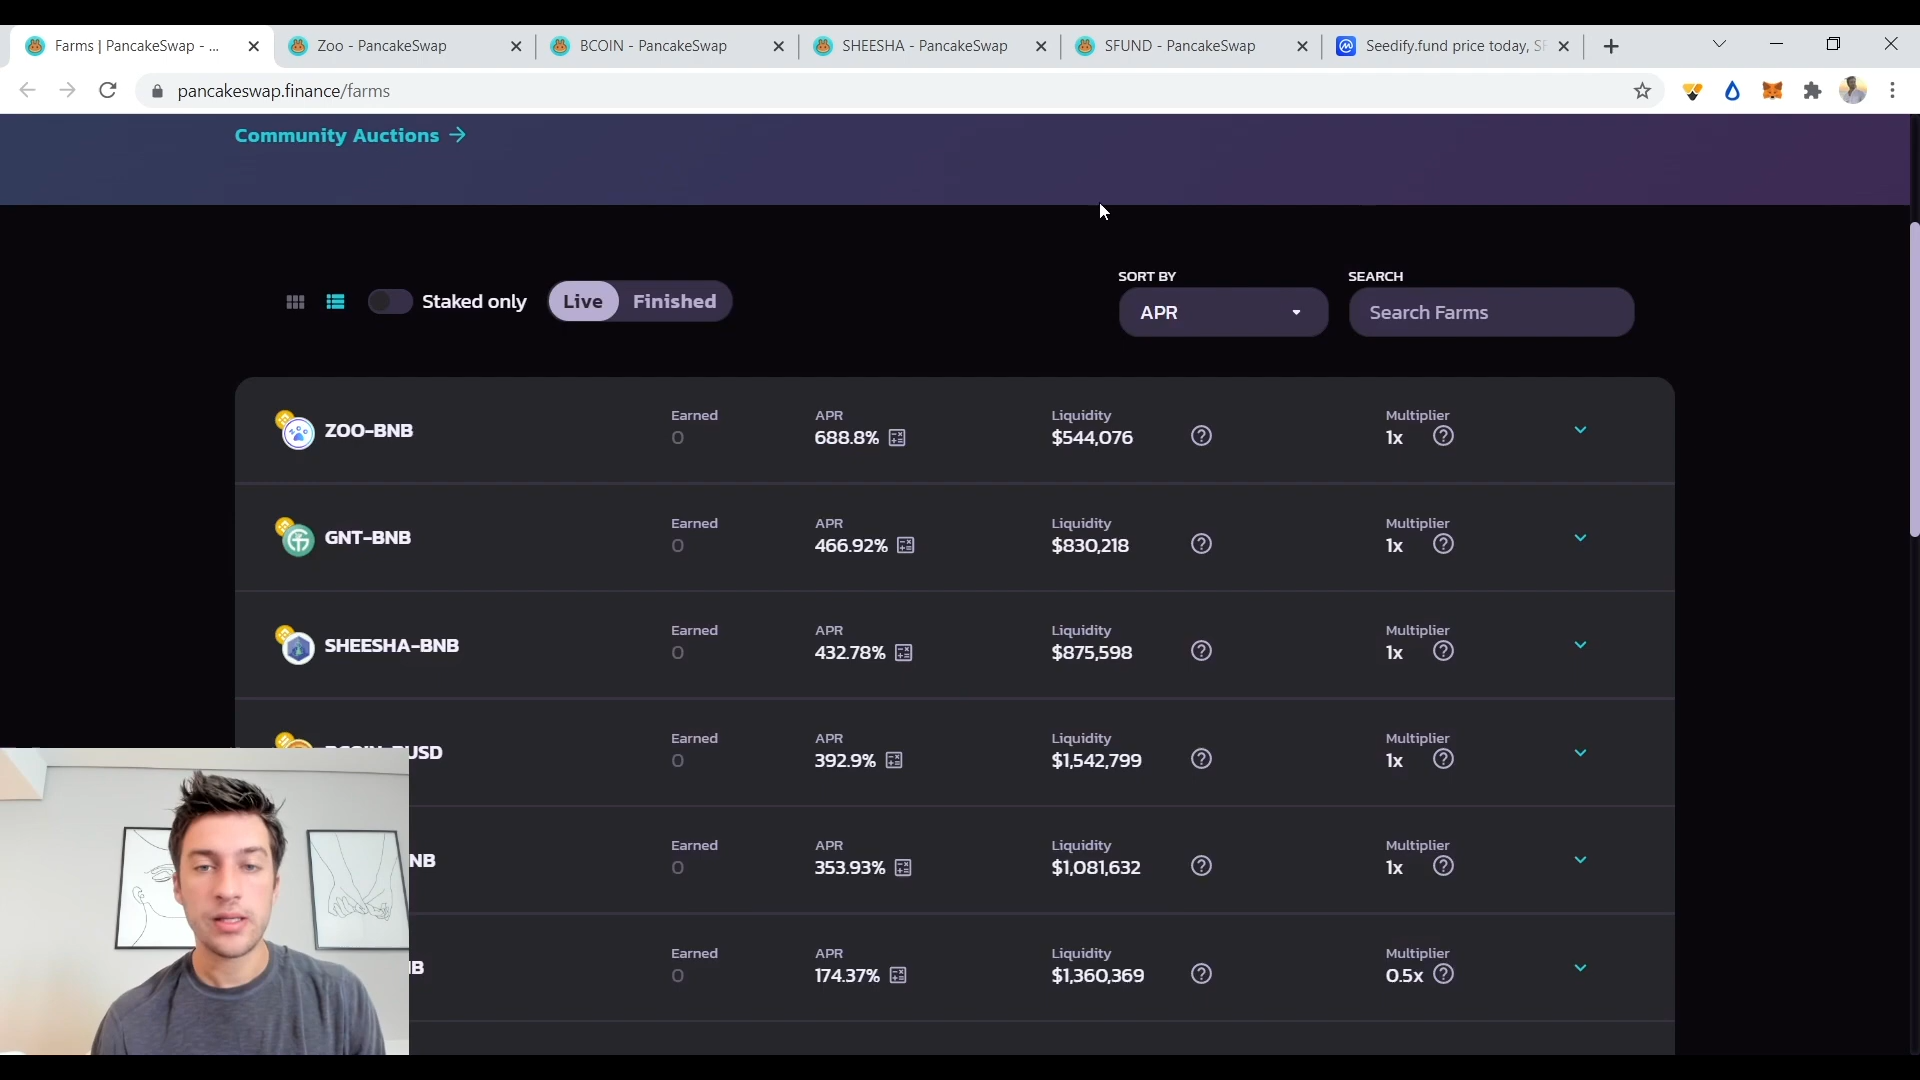 Farms | PancakeSwap - ...
Zoo - PancakeSwap
BCOIN - PancakeSwap
SHEESHA - PancakeSwap
SFUND - PancakeSwap
Seedify.fund price today, SF
pancakeswap.finance/farms
Community Auctions →
SORT BY
SEARCH
Staked only
Live
Finished
APR
Search Farms
ZOO-BNB
Earned
0
APR
688.8%
Liquidity
$544,076
Multiplier
1x
GNT-BNB
Earned
0
APR
466.92%
Liquidity
$830,218
Multiplier
1x
SHEESHA-BNB
Earned
0
APR
432.78%
Liquidity
$875,598
Multiplier
1x
BCOIN-BUSD
Earned
0
APR
392.9%
Liquidity
$1,542,799
Multiplier
1x
NB
Earned
0
APR
353.93%
Liquidity
$1,081,632
Multiplier
1x
Earned
0
APR
174.37%
Liquidity
$1,360,369
Multiplier
0.5x